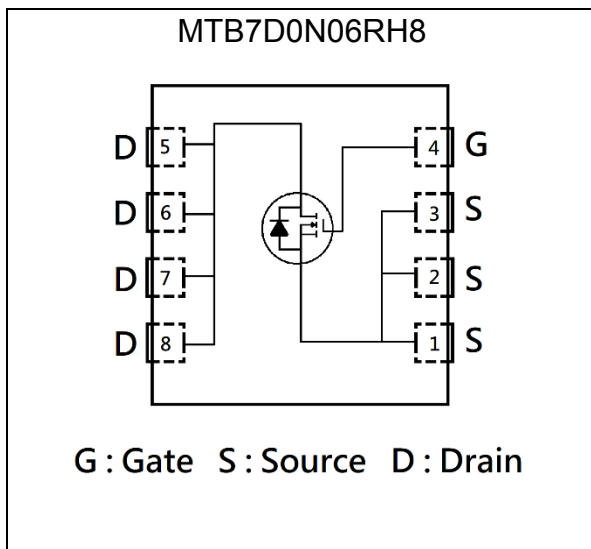 MTB7D0N06RH8
D 5 4 G
D 6 3 S
D 7 2 S
D 8 1 S
G : Gate S : Source D : Drain